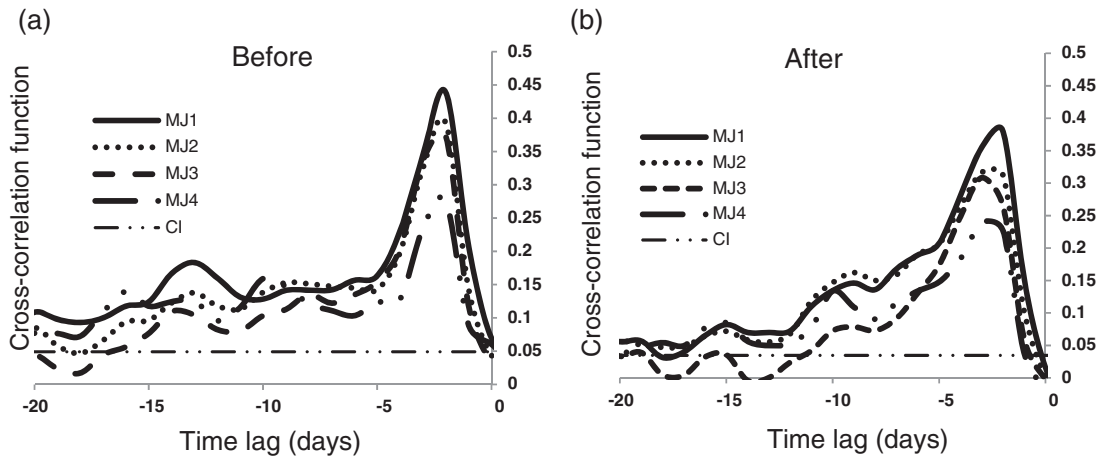 (a)
Before
Cross-correlation function
MJ1
MJ2
MJ3
MJ4
CI
0.5
0.45
0.4
0.35
0.3
0.25
0.2
0.15
0.1
0.05
0
-20 -15 -10 -5 0
Time lag (days)
(b)
After
Cross-correlation function
MJ1
MJ2
MJ3
MJ4
CI
0.5
0.45
0.4
0.35
0.3
0.25
0.2
0.15
0.1
0.05
0
-20 -15 -10 -5 0
Time lag (days)